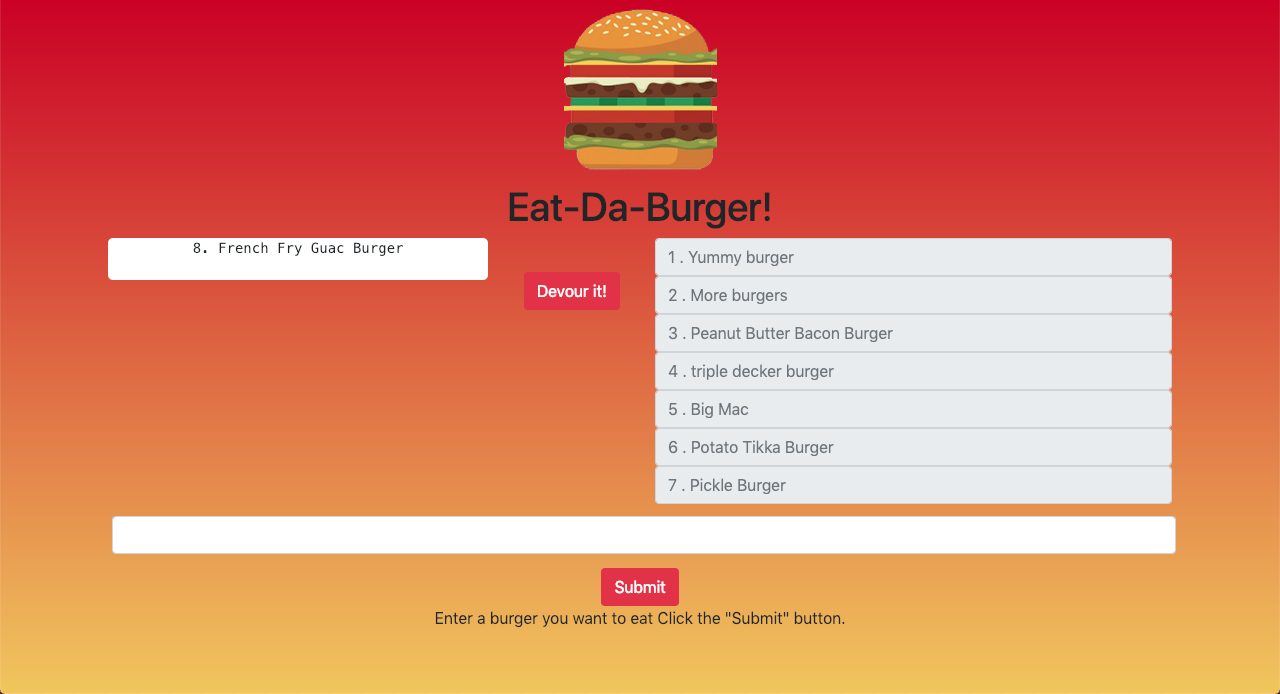 Eat-Da-Burger!
8. French Fry Guac Burger
Devour it!
1 . Yummy burger
2 . More burgers
3 . Peanut Butter Bacon Burger
4 . triple decker burger
5 . Big Mac
6 . Potato Tikka Burger
7 . Pickle Burger
Submit
Enter a burger you want to eat Click the "Submit" button.